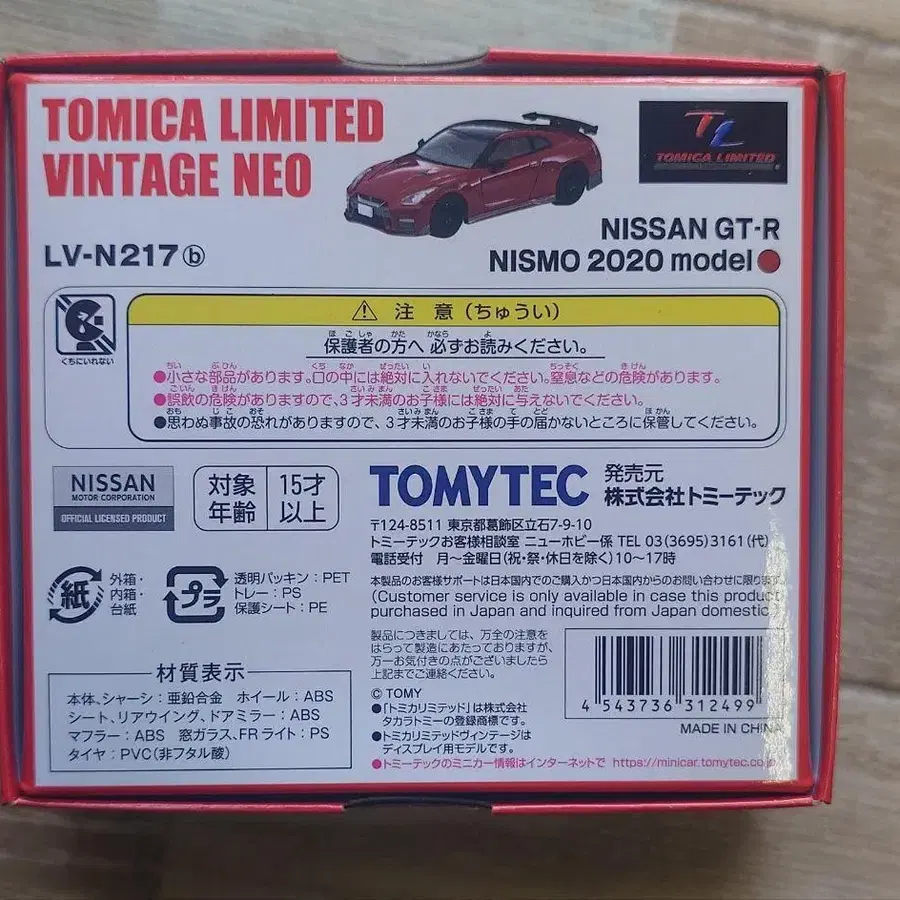 TOMICA LIMITED
VINTAGE NEO
TL
TOMICA LIMITED
LV-N217ⓑ
NISSAN GT-R
NISMO 2020 model
くちにいれない
⚠ 注 意（ちゅうい）
保護者の方へ 必ずお読みください。
●小さな部品があります。口の中には絶対に入れないでください。窒息などの危険があります。
●誤飲の危険がありますので、3才未満のお子様には絶対に与えないでください。
●思わぬ事故の恐れがありますので、3才未満のお子様の手の届かないところに保管してください。
NISSAN
MOTOR CORPORATION
OFFICIAL LICENSED PRODUCT
対象
年齢
15才
以上
TOMYTEC
発売元
株式会社トミーテック
〒124-8511 東京都葛飾区立石7-9-10
トミーテックお客様相談室 ニューホビー係 TEL 03(3695)3161(代)
電話受付 月～金曜日(祝・祭・休日を除く)10～17時
本製品のお客様サポートは日本国内でのご購入かつ日本国内からのお問い合わせに限ります。
(Customer service is only available in case this product
purchased in Japan and inquired from Japan domestic)
紙
外箱・
内箱・
台紙
プラ
透明パッキン：PET
トレー：PS
保護シート：PE
材質表示
本体、シャーシ：亜鉛合金 ホイール：ABS
シート、リアウイング、ドアミラー：ABS
マフラー：ABS 窓ガラス、FRライト：PS
タイヤ：PVC(非フタル酸)
製品につきましては、万全の注意を
はらって製造にあたっておりますが、
万一お気付きの点がございましたら
上記までご連絡ください。
© TOMY
●「トミカリミテッド」は株式会社
タカラトミーの登録商標です。
●トミカリミテッドヴィンテージは
ディスプレイ用モデルです。
●トミーテックのミニカー情報はインターネットで https://minicar.tomytec.co.jp
4 543736 312499
MADE IN CHINA